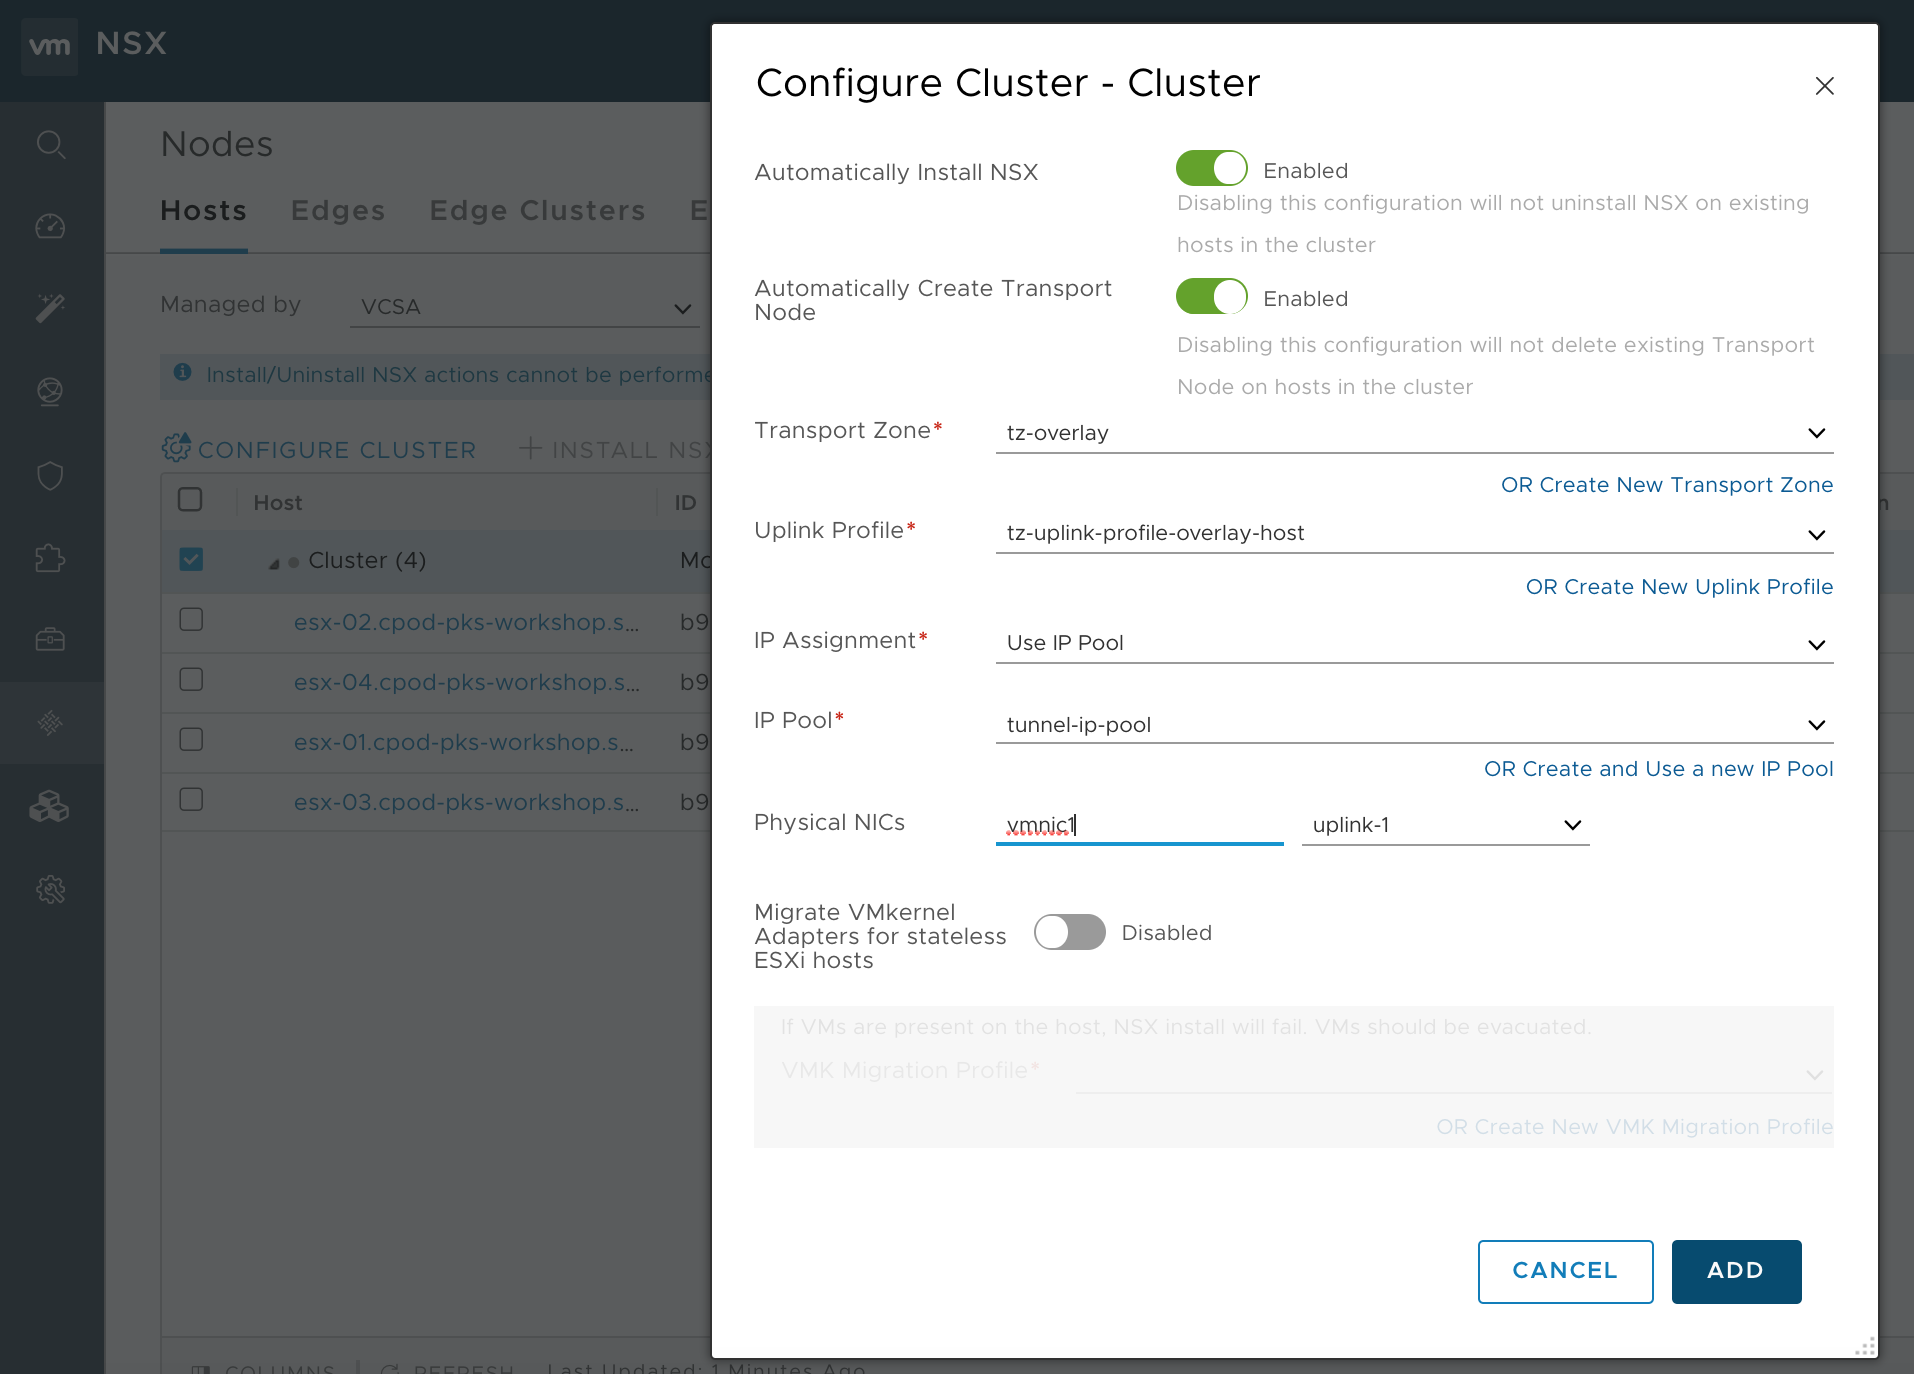 vm NSX
Nodes
Hosts Edges Edge Clusters E
Managed by VCSA
Install/Uninstall NSX actions cannot be performe
CONFIGURE CLUSTER + INSTALL NSX
Host ID
Cluster (4) Mo
esx-02.cpod-pks-workshop.s... b9
esx-04.cpod-pks-workshop.s... b9
esx-01.cpod-pks-workshop.s... b9
esx-03.cpod-pks-workshop.s... b9
COLUMNS REFRESH Last Updated: 1 Minutes Ago
Configure Cluster - Cluster
Automatically Install NSX Enabled
Disabling this configuration will not uninstall NSX on existing
hosts in the cluster
Automatically Create Transport
Node
Enabled
Disabling this configuration will not delete existing Transport
Node on hosts in the cluster
Transport Zone* tz-overlay
OR Create New Transport Zone
Uplink Profile* tz-uplink-profile-overlay-host
OR Create New Uplink Profile
IP Assignment* Use IP Pool
IP Pool* tunnel-ip-pool
OR Create and Use a new IP Pool
Physical NICs vmnic1 uplink-1
Migrate VMkernel
Adapters for stateless
ESXi hosts
Disabled
If VMs are present on the host, NSX install will fail. VMs should be evacuated.
VMK Migration Profile*
OR Create New VMK Migration Profile
CANCEL ADD